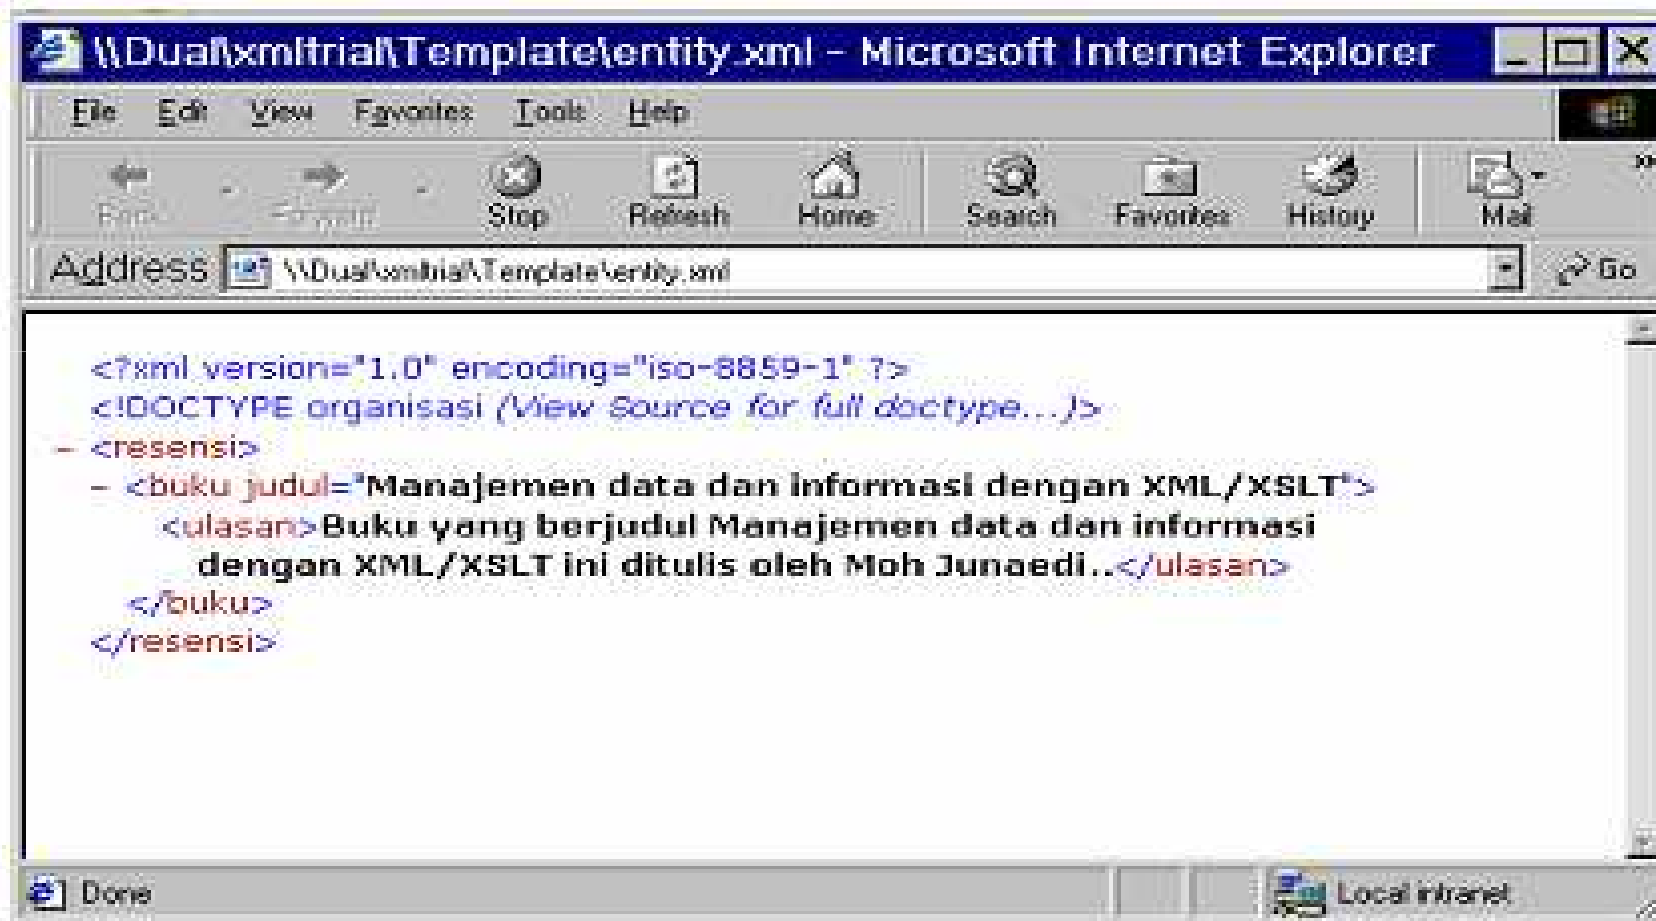 \\Dual\xmltrial\Template\entity.xml - Microsoft Internet Explorer
File Edit View Favorites Tools Help
Back Forward Stop Refresh Home Search Favorites History Mail »
Address \\Dual\xmltrial\Template\entity.xml Go
<?xml version="1.0" encoding="iso-8859-1" ?>
<!DOCTYPE organisasi (View Source for full doctype...)>
- <resensi>
- <buku judul="Manajemen data dan informasi dengan XML/XSLT">
<ulasan>Buku yang berjudul Manajemen data dan informasi
dengan XML/XSLT ini ditulis oleh Moh Junaedi..</ulasan>
</buku>
</resensi>
Done Local intranet